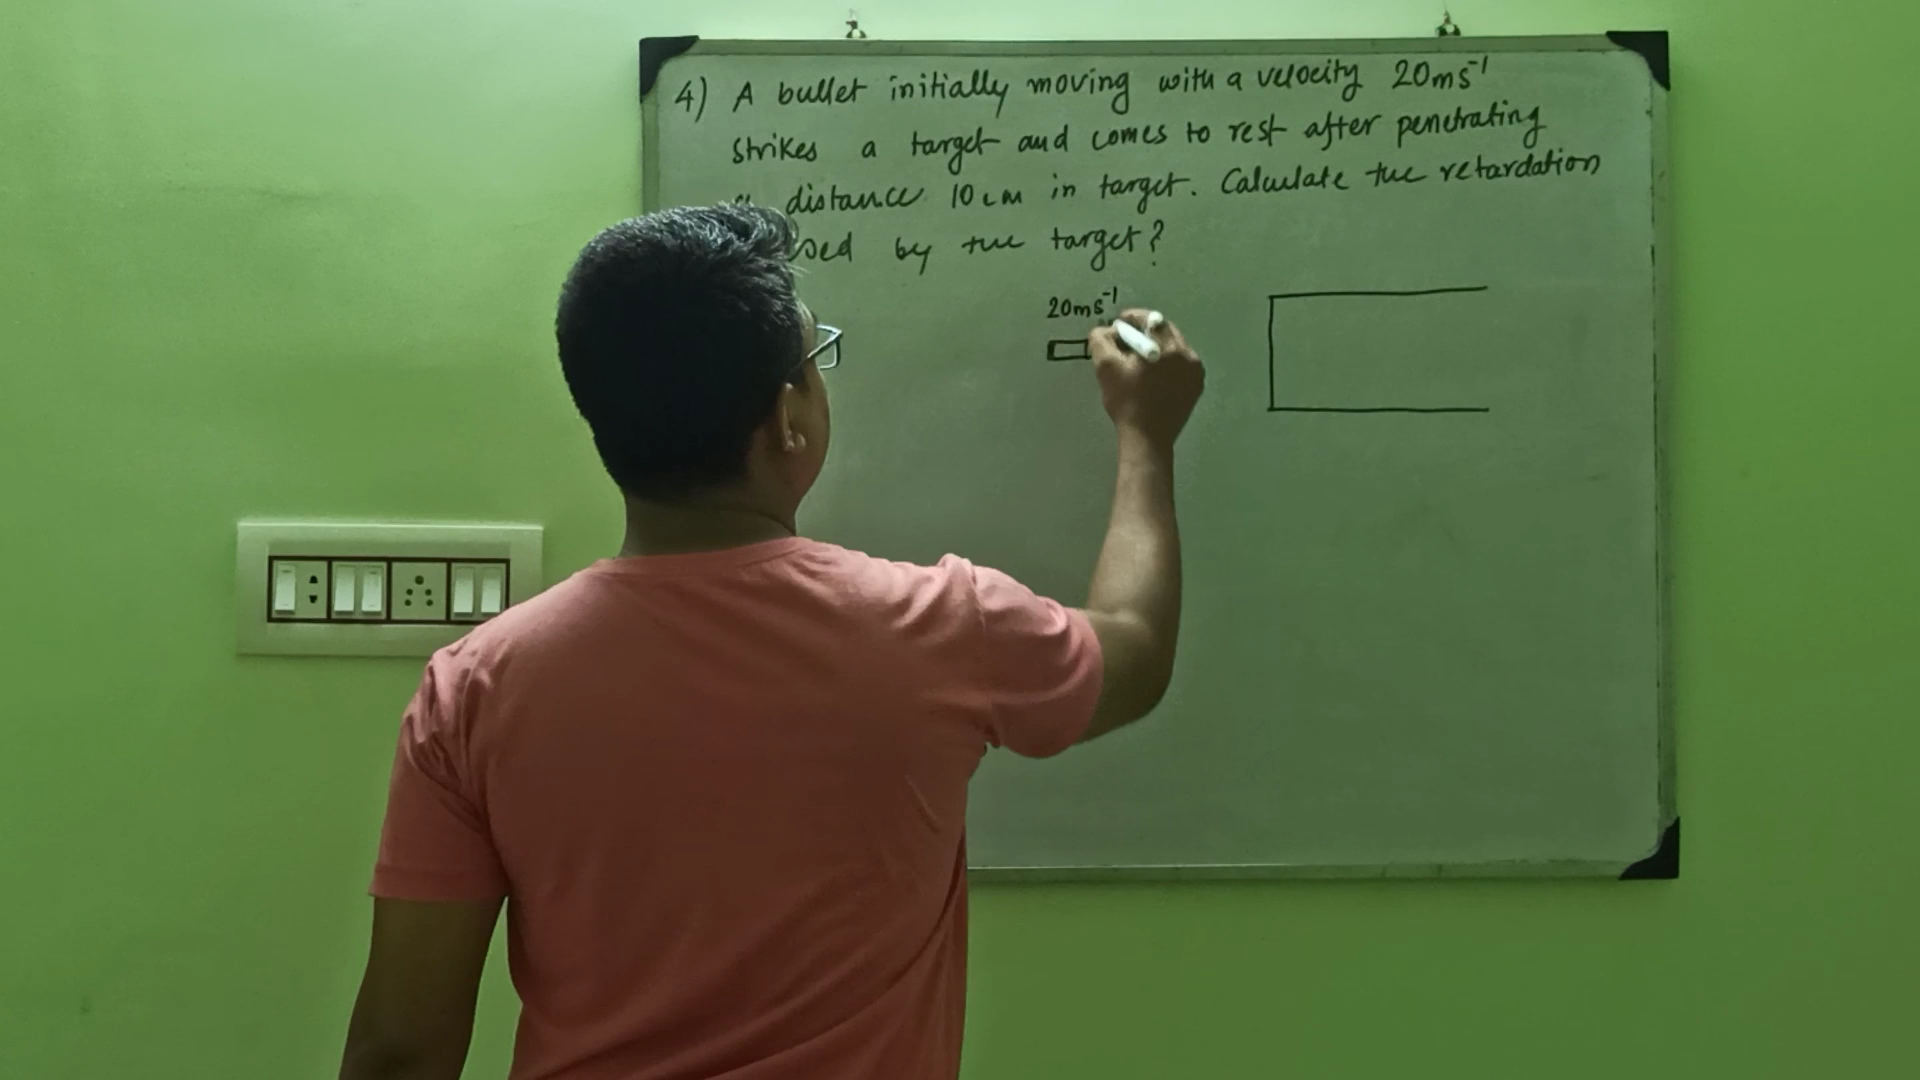 4) A bullet initially moving with a velocity 20ms⁻¹
strikes a target and comes to rest after penetrating
distance 10cm in target. Calculate the retardation
by the target?
20ms⁻¹